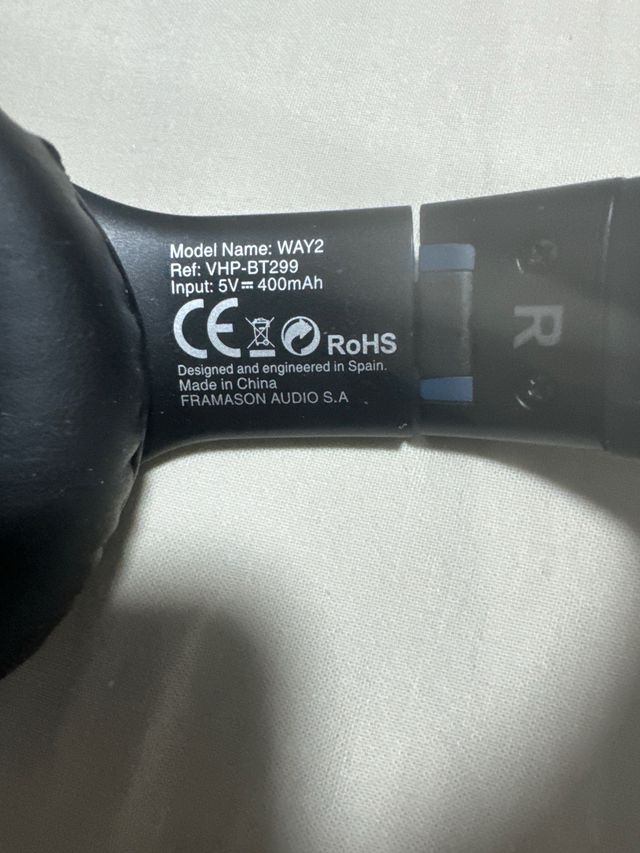 Model Name: WAY2
Ref: VHP-BT299
Input: 5V⎓400mAh
CE RoHS
Designed and engineered in Spain.
Made in China
FRAMASON AUDIO S.A
R